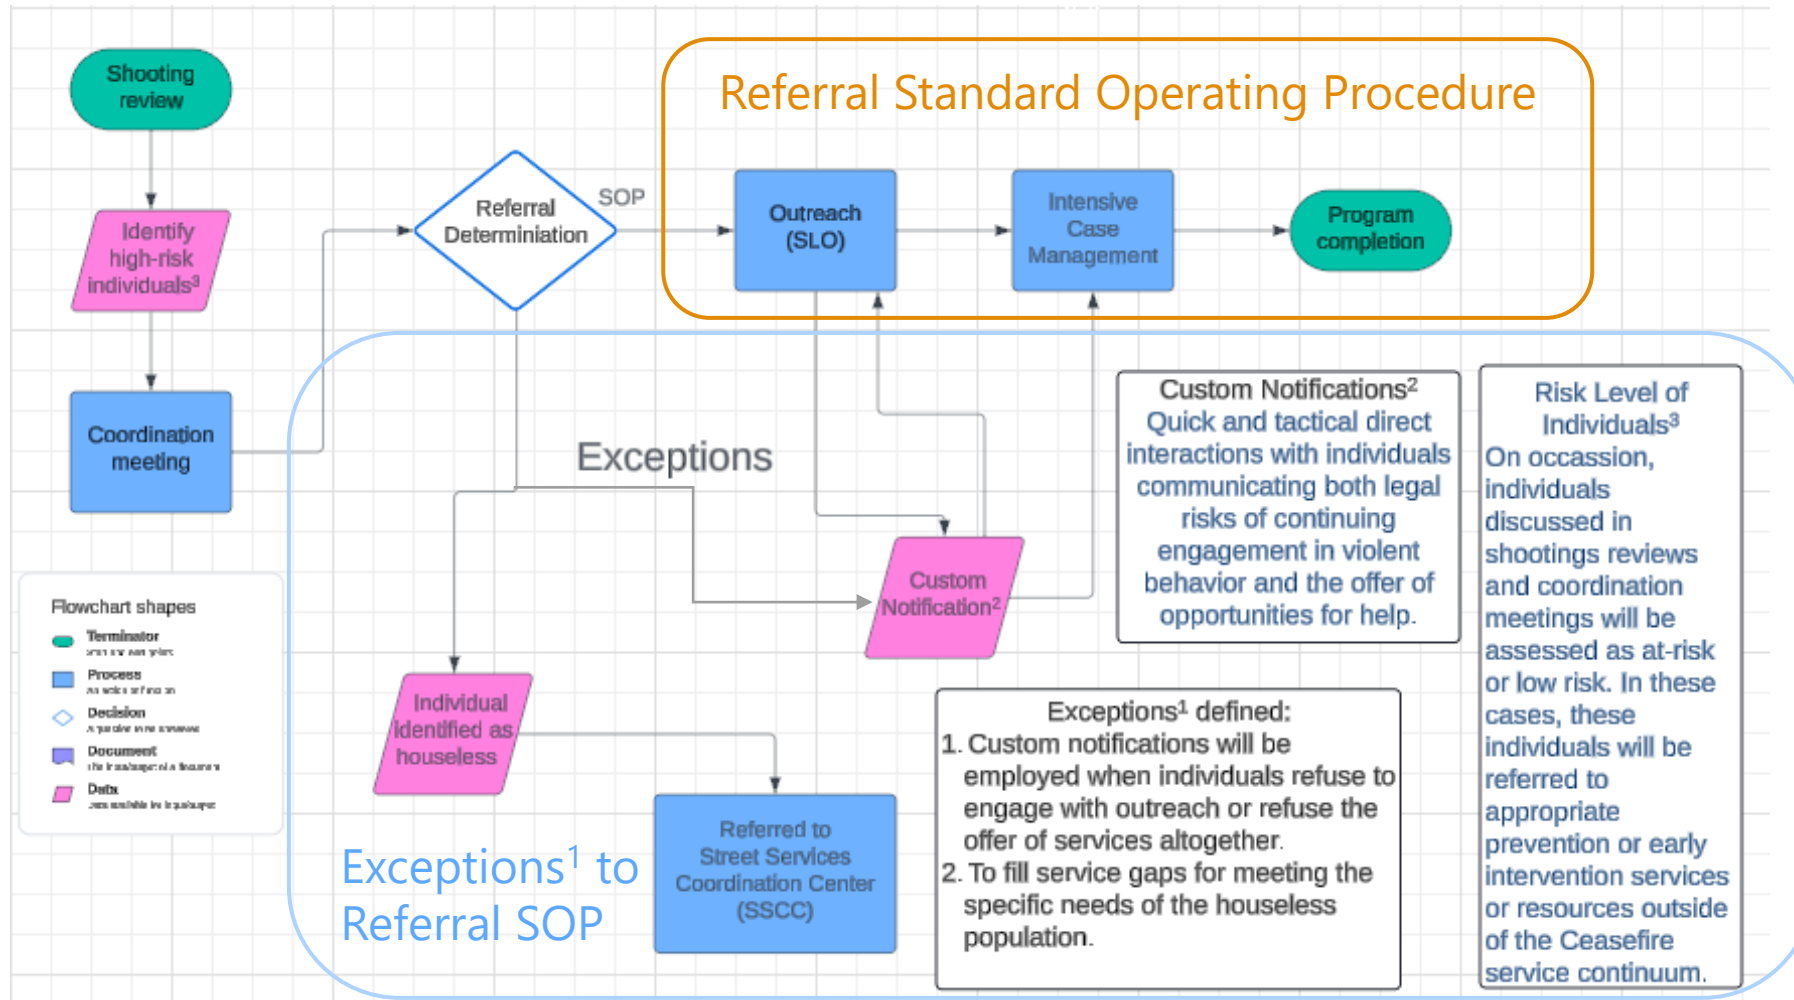 Shooting
review
Identify
high-risk
individuals³
Coordination
meeting
Referral
Determiniation
SOP
Referral Standard Operating Procedure
Outreach
(SLO)
Intensive
Case
Management
Program
completion
Exceptions
Custom
Notification²
Individual
identified as
houseless
Referred to
Street Services
Coordination Center
(SSCC)
Exceptions¹ to
Referral SOP
Custom Notifications²
Quick and tactical direct
interactions with individuals
communicating both legal
risks of continuing
engagement in violent
behavior and the offer of
opportunities for help.
Exceptions¹ defined:
1. Custom notifications will be
employed when individuals refuse to
engage with outreach or refuse the
offer of services altogether.
2. To fill service gaps for meeting the
specific needs of the houseless
population.
Risk Level of
Individuals³
On occassion,
individuals
discussed in
shootings reviews
and coordination
meetings will be
assessed as at-risk
or low risk. In these
cases, these
individuals will be
referred to
appropriate
prevention or early
intervention services
or resources outside
of the Ceasefire
service continuum.
Flowchart shapes
Terminator
Process
Decision
Document
Data